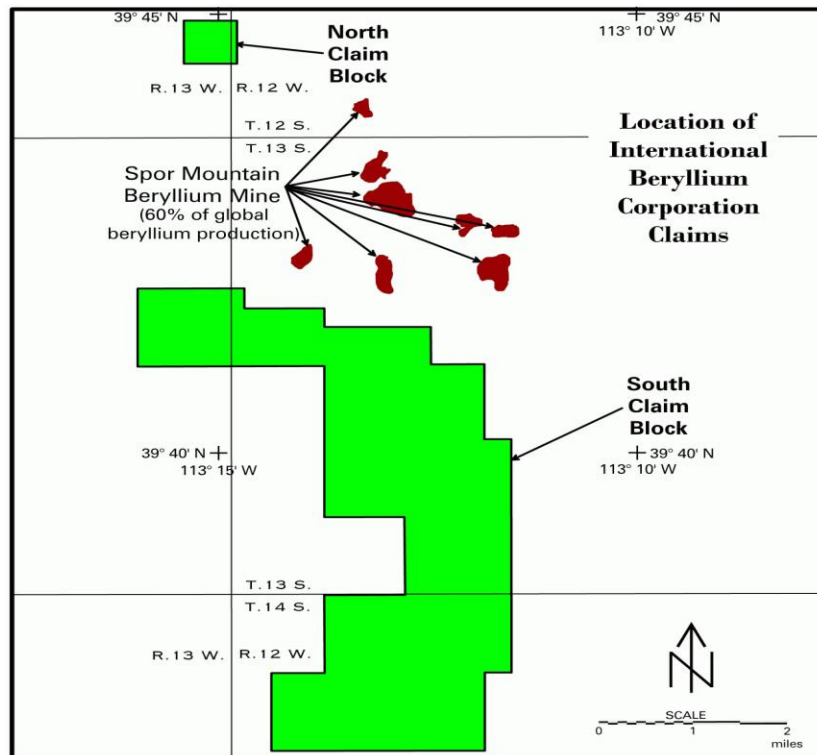 39° 45' N
113° 15' W
39° 45' N
113° 10' W
North
Claim
Block
R.13 W.
R.12 W.
T.12 S.
T.13 S.
Location of
International
Beryllium
Corporation
Claims
Spor Mountain
Beryllium Mine
(60% of global
beryllium production)
South
Claim
Block
39° 40' N
113° 15' W
39° 40' N
113° 10' W
T.13 S.
T.14 S.
R.13 W.
R.12 W.
N
SCALE
0 1 2
miles